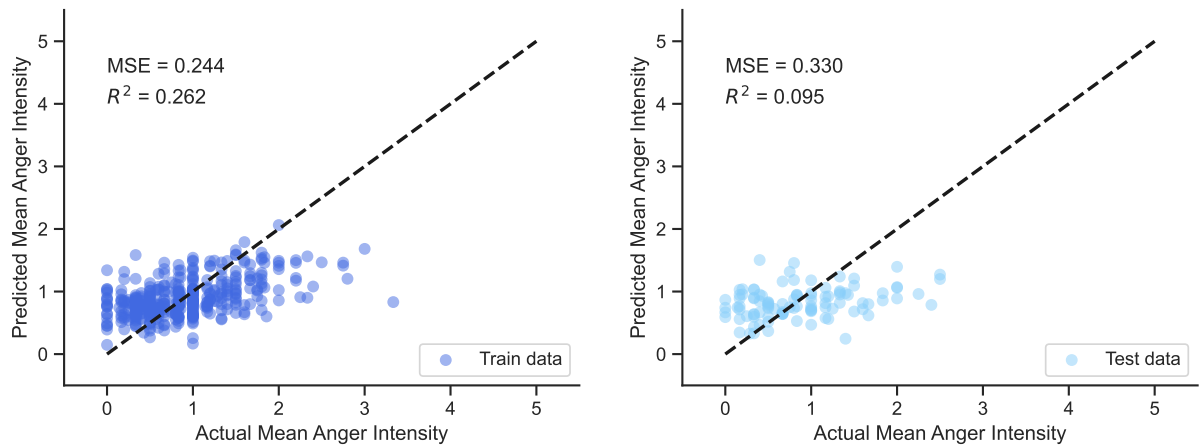 Predicted Mean Anger Intensity
5
4
3
2
1
0
MSE = 0.244
R² = 0.262
Train data
0 1 2 3 4 5
Actual Mean Anger Intensity
Predicted Mean Anger Intensity
5
4
3
2
1
0
MSE = 0.330
R² = 0.095
Test data
0 1 2 3 4 5
Actual Mean Anger Intensity